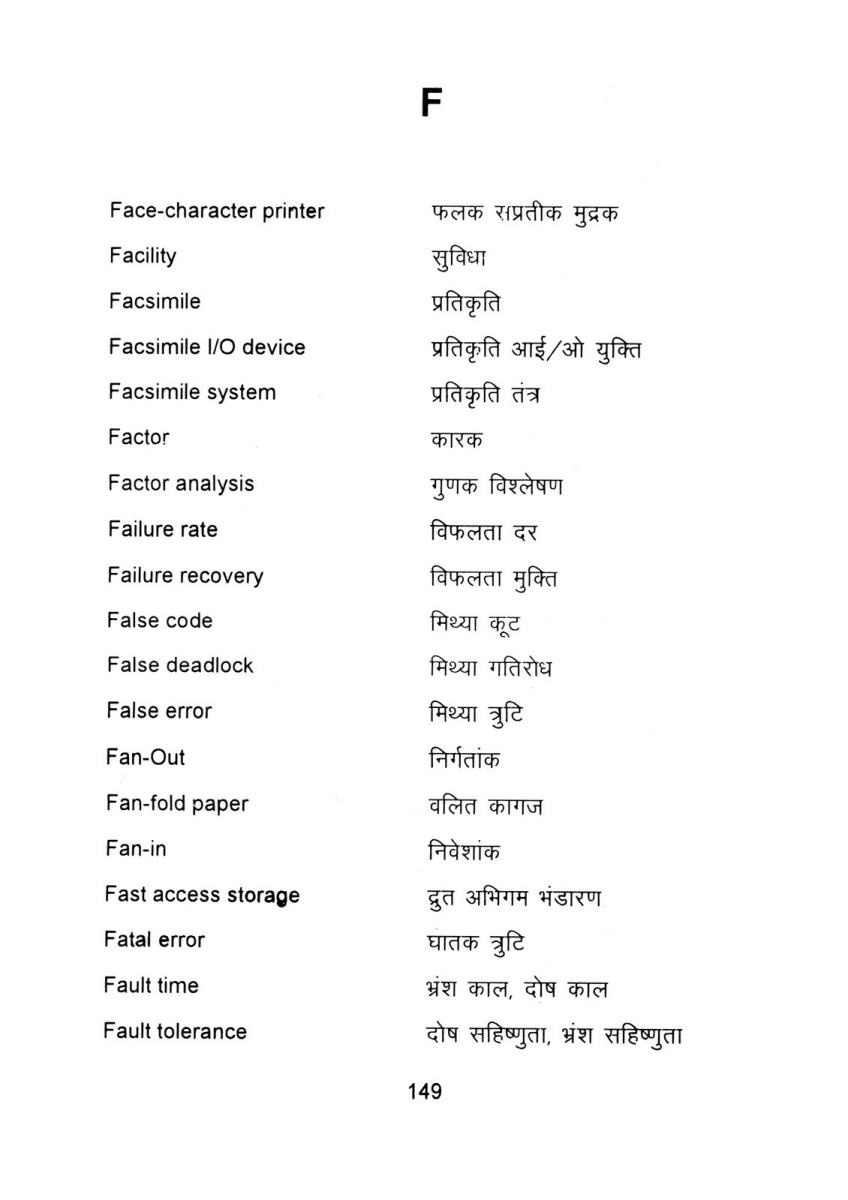 F
Face-character printer फलक संप्रतीक मुद्रक
Facility सुविधा
Facsimile प्रतिकृति
Facsimile I/O device प्रतिकृति आई/ओ युक्ति
Facsimile system प्रतिकृति तंत्र
Factor कारक
Factor analysis गुणक विश्लेषण
Failure rate विफलता दर
Failure recovery विफलता मुक्ति
False code मिथ्या कूट
False deadlock मिथ्या गतिरोध
False error मिथ्या त्रुटि
Fan-Out निर्गतांक
Fan-fold paper वलित कागज
Fan-in निवेशांक
Fast access storage द्रुत अभिगम भंडारण
Fatal error घातक त्रुटि
Fault time भ्रंश काल, दोष काल
Fault tolerance दोष सहिष्णुता, भ्रंश सहिष्णुता
149